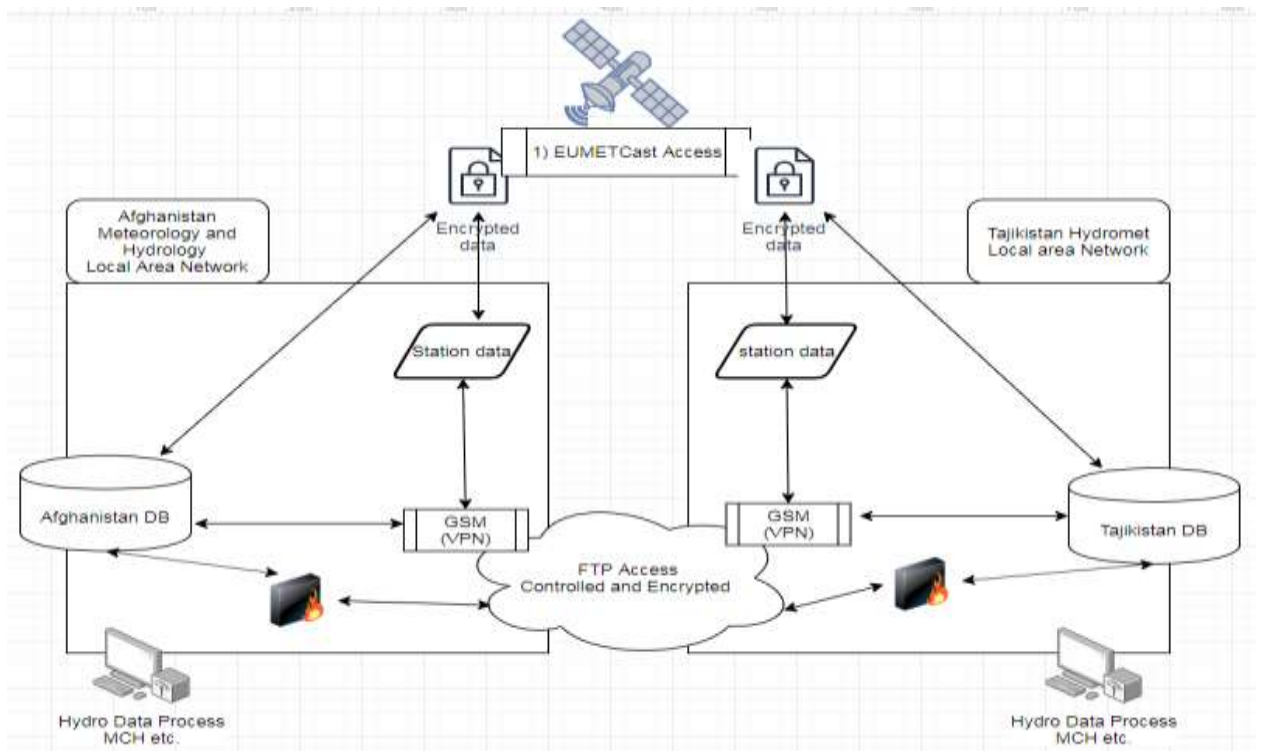 1) EUMETCast Access
Encrypted
data
Encrypted
data
Afghanistan
Meteorology and
Hydrology
Local Area Network
Tajikistan Hydromet
Local area Network
Station data
station data
Afghanistan DB
GSM
(VPN)
GSM
(VPN)
Tajikistan DB
FTP Access
Controlled and Encrypted
Hydro Data Process
MCH etc.
Hydro Data Process
MCH etc.